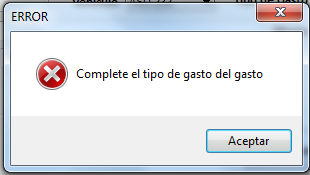 ERROR
Complete el tipo de gasto del gasto
Aceptar